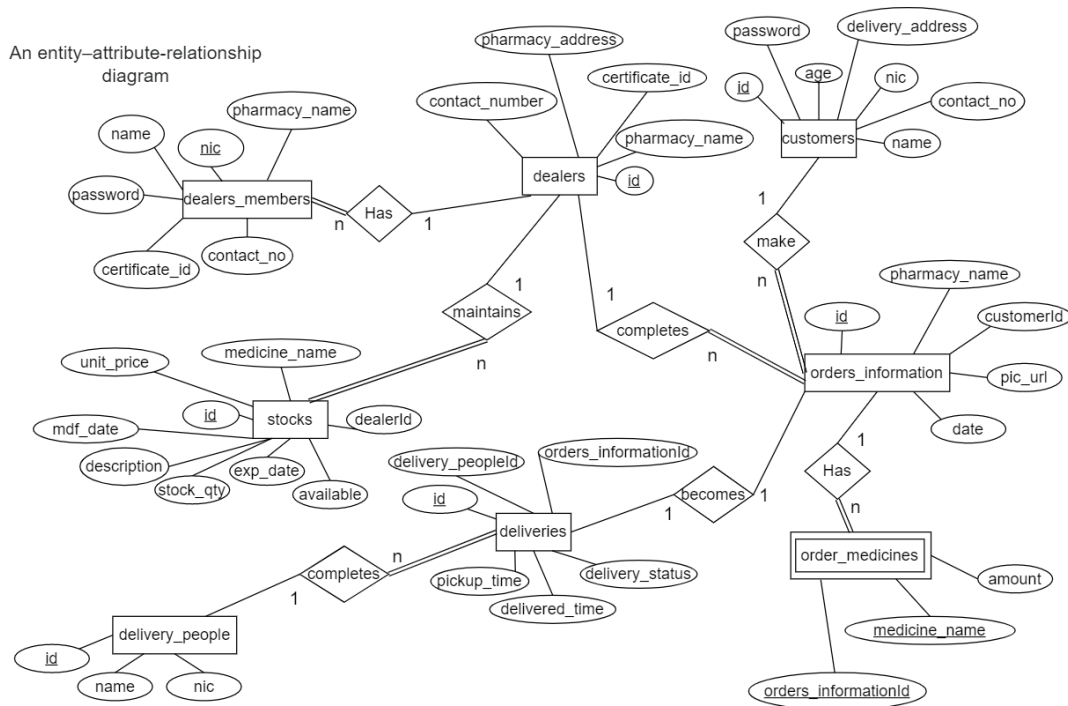 An entity–attribute-relationship
diagram
pharmacy_address
password
delivery_address
certificate_id
age
nic
id
contact_number
contact_no
pharmacy_name
name
nic
pharmacy_name
customers
name
dealers
id
password
dealers_members
Has
n
1
contact_no
certificate_id
1
make
n
pharmacy_name
1
maintains
n
1
completes
n
id
customerId
medicine_name
unit_price
orders_information
pic_url
id
stocks
dealerId
mdf_date
date
description
exp_date
stock_qty
available
orders_informationId
delivery_peopleId
1
Has
n
id
becomes
1
1
deliveries
order_medicines
n
completes
1
pickup_time
delivery_status
delivered_time
amount
delivery_people
medicine_name
id
name
nic
orders_informationId